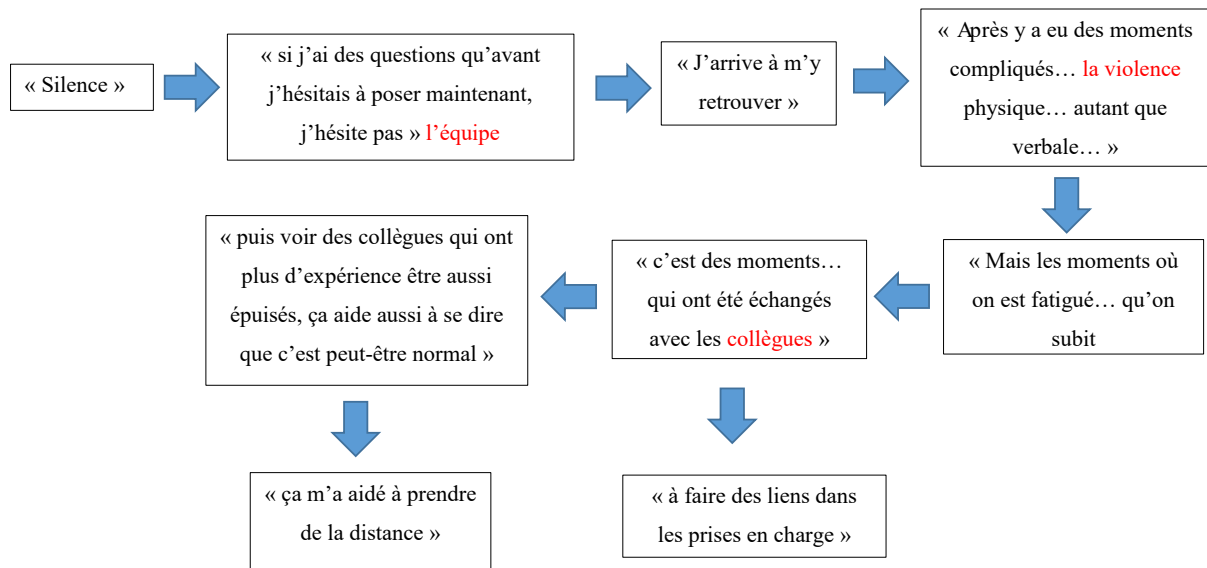 « Silence »
« si j’ai des questions qu’avant
j’hésitais à poser maintenant,
j’hésite pas » l’équipe
« J’arrive à m’y
retrouver »
« Après y a eu des moments
compliqués… la violence
physique… autant que
verbale… »
« Mais les moments où
on est fatigué… qu’on
subit
« c’est des moments…
qui ont été échangés
avec les collègues »
« puis voir des collègues qui ont
plus d’expérience être aussi
épuisés, ça aide aussi à se dire
que c’est peut-être normal »
« ça m’a aidé à prendre
de la distance »
« à faire des liens dans
les prises en charge »